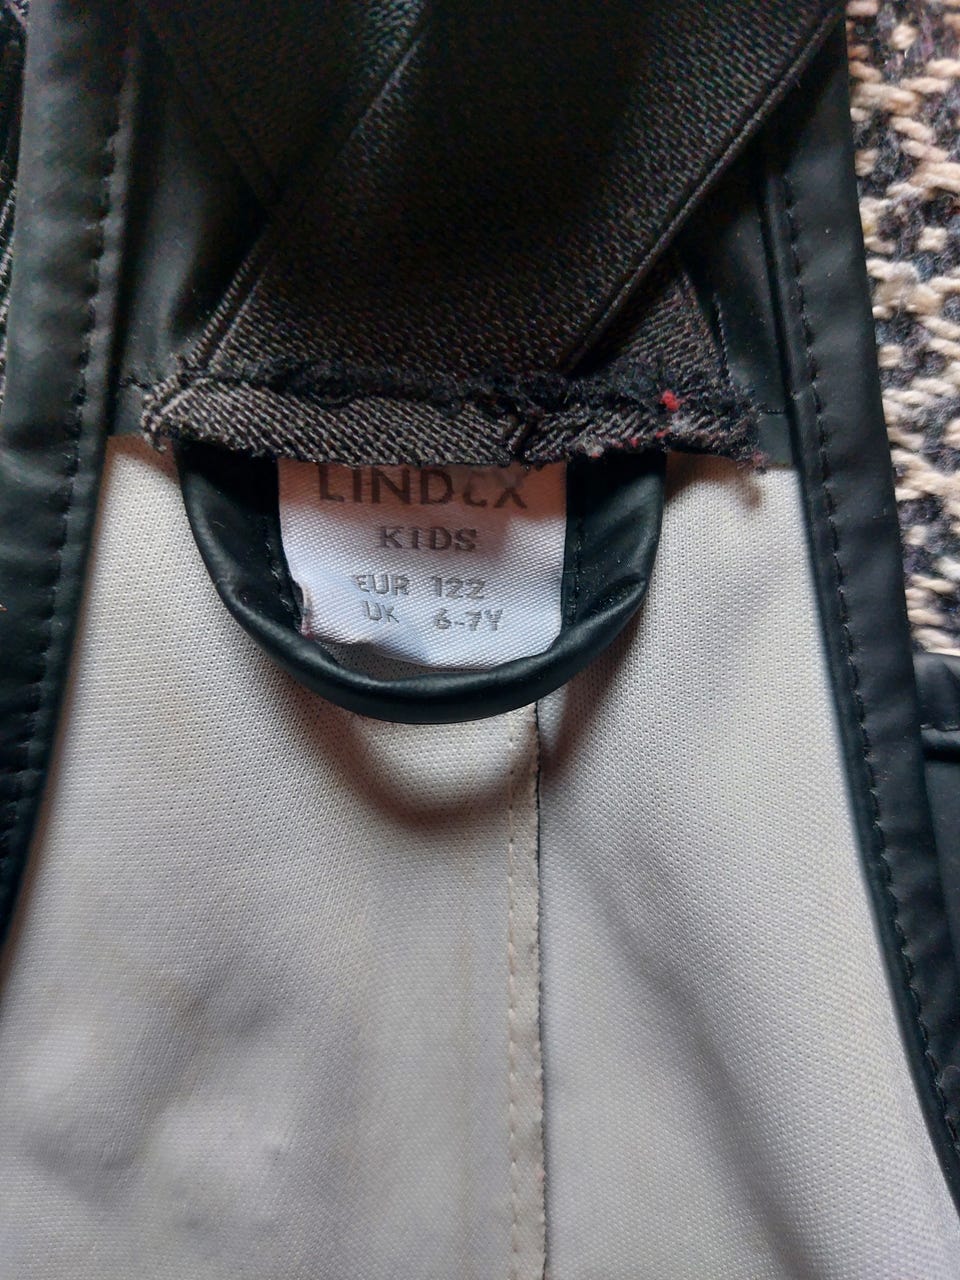 LINDEX
KIDS
EUR 122
UK 6-7Y